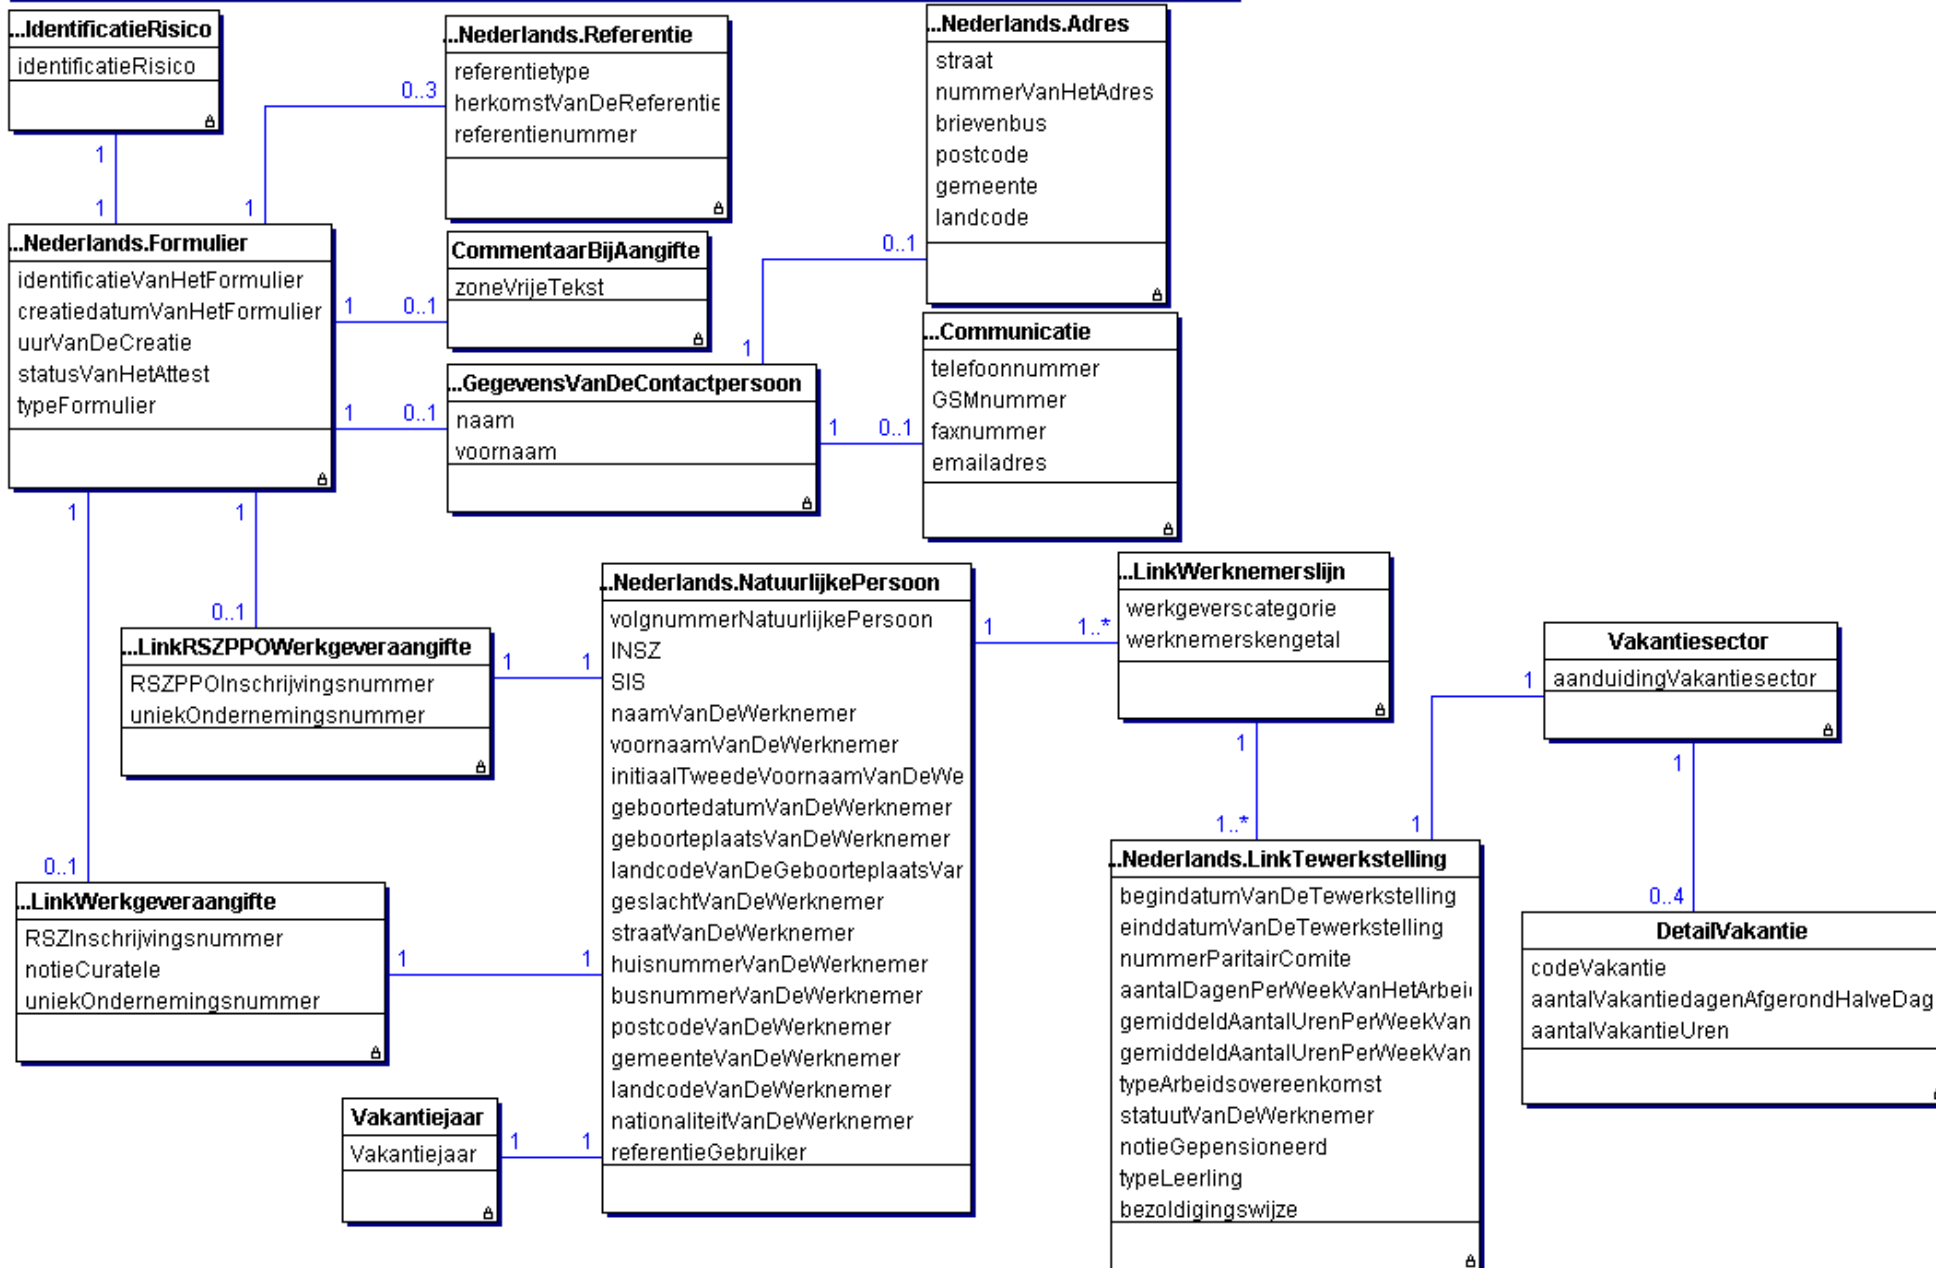 ...IdentificatieRisico
identificatieRisico
1
1
...Nederlands.Referentie
referentietype
herkomstVanDeReferentie
referentienummer
0..3
1
...Nederlands.Adres
straat
nummerVanHetAdres
brievenbus
postcode
gemeente
landcode
0..1
1
...Nederlands.Formulier
identificatieVanHetFormulier
creatiedatumVanHetFormulier
uurVanDeCreatie
statusVanHetAttest
typeFormulier
1
0..1
CommentaarBijAangifte
zoneVrijeTekst
1
0..1
...GegevensVanDeContactpersoon
naam
voornaam
1
0..1
...Communicatie
telefoonnummer
GSMnummer
faxnummer
emailadres
1
1
0..1
...LinkRSZPPOWerkgeveraangifte
RSZPPOInschrijvingsnummer
uniekOndernemingsnummer
1
1
..Nederlands.NatuurlijkePersoon
volgnummerNatuurlijkePersoon
INSZ
SIS
naamVanDeWerknemer
voornaamVanDeWerknemer
initiaalTweedeVoornaamVanDeWe
geboortedatumVanDeWerknemer
geboorteplaatsVanDeWerknemer
landcodeVanDeGeboorteplaatsVar
geslachtVanDeWerknemer
straatVanDeWerknemer
huisnummerVanDeWerknemer
busnummerVanDeWerknemer
postcodeVanDeWerknemer
gemeenteVanDeWerknemer
landcodeVanDeWerknemer
nationaliteitVanDeWerknemer
referentieGebruiker
1
1..*
...LinkWerknemerslijn
werkgeverscategorie
werknemerskengetal
1
1..*
Vakantiesector
aanduidingVakantiesector
1
1
1
0..4
0..1
...LinkWerkgeveraangifte
RSZInschrijvingsnummer
notieCuratele
uniekOndernemingsnummer
1
1
Vakantiejaar
Vakantiejaar
1
1
..Nederlands.LinkTewerkstelling
begindatumVanDeTewerkstelling
einddatumVanDeTewerkstelling
nummerParitairComite
aantalDagenPerWeekVanHetArbei
gemiddeldAantalUrenPerWeekVan
gemiddeldAantalUrenPerWeekVan
typeArbeidsovereenkomst
statuutVanDeWerknemer
notieGepensioneerd
typeLeerling
bezoldigingswijze
DetailVakantie
codeVakantie
aantalVakantiedagenAfgerondHalveDag
aantalVakantieUren